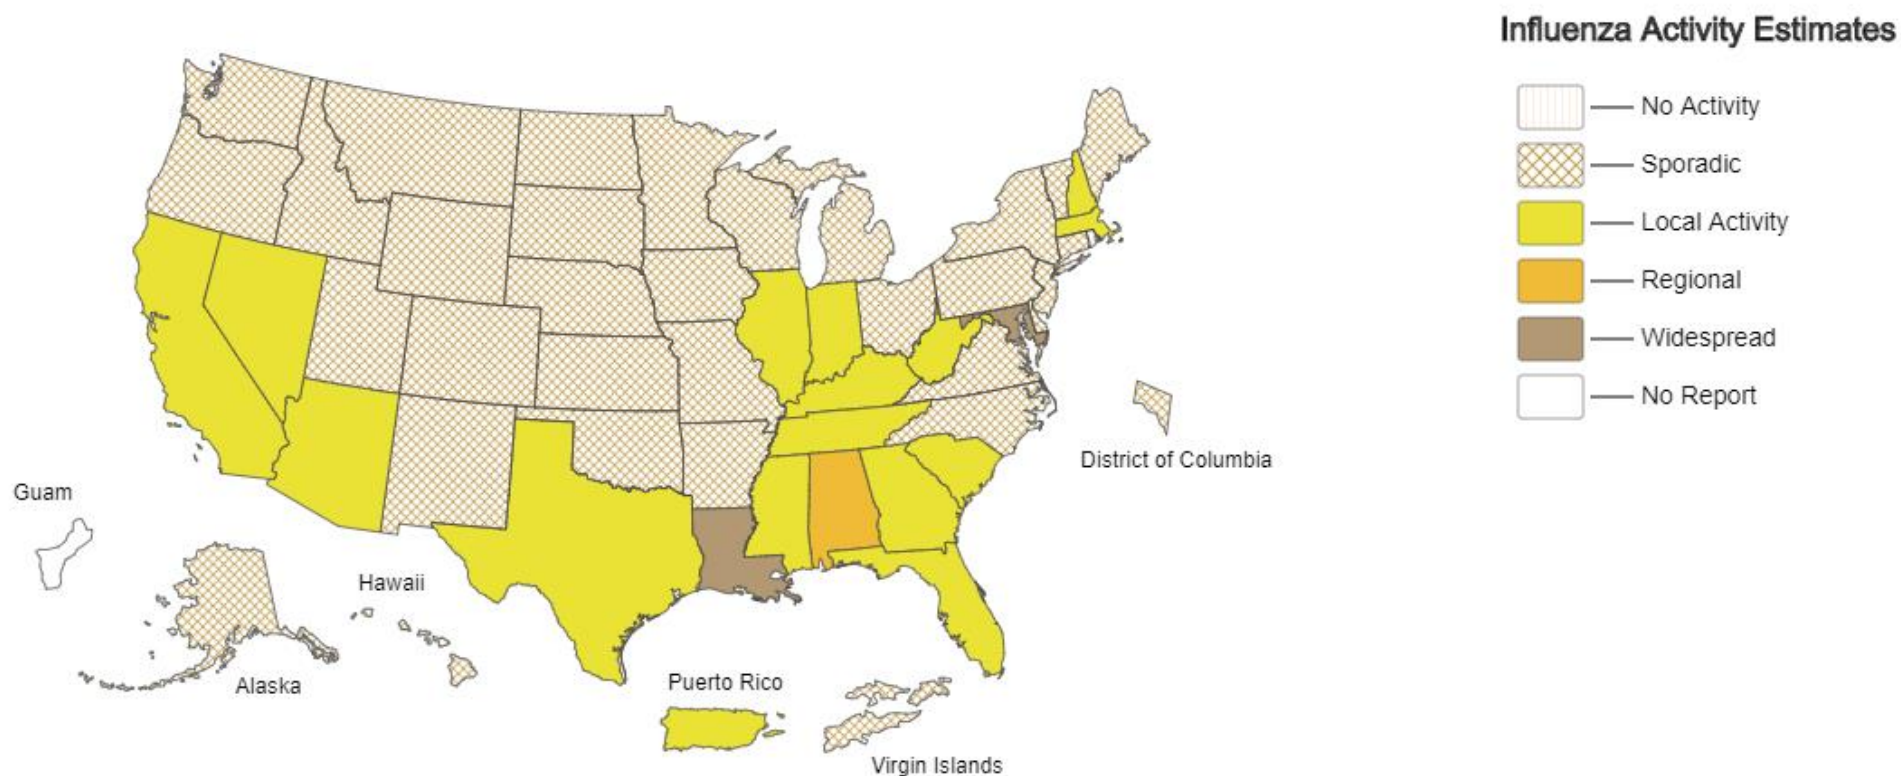 Influenza Activity Estimates
No Activity
Sporadic
Local Activity
Regional
Widespread
No Report
District of Columbia
Guam
Hawaii
Alaska
Puerto Rico
Virgin Islands